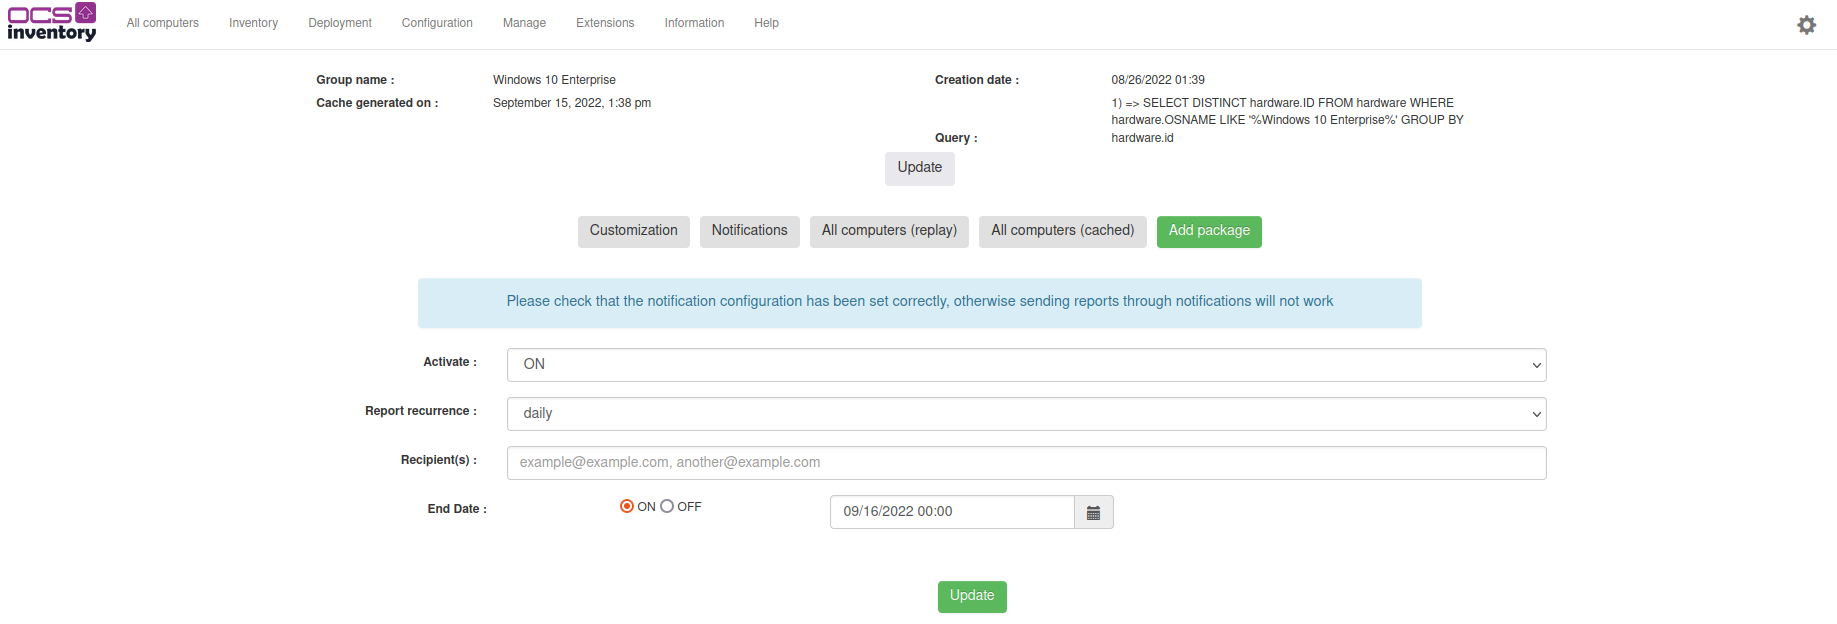 OCS inventory
All computers Inventory Deployment Configuration Manage Extensions Information Help
Group name : Windows 10 Enterprise Creation date : 08/26/2022 01:39
Cache generated on : September 15, 2022, 1:38 pm
Query : 1) => SELECT DISTINCT hardware.ID FROM hardware WHERE
hardware.OSNAME LIKE '%Windows 10 Enterprise%' GROUP BY
hardware.id
Update
Customization Notifications All computers (replay) All computers (cached) Add package
Please check that the notification configuration has been set correctly, otherwise sending reports through notifications will not work
Activate : ON
Report recurrence : daily
Recipient(s) : example@example.com, another@example.com
End Date : ON OFF 09/16/2022 00:00
Update